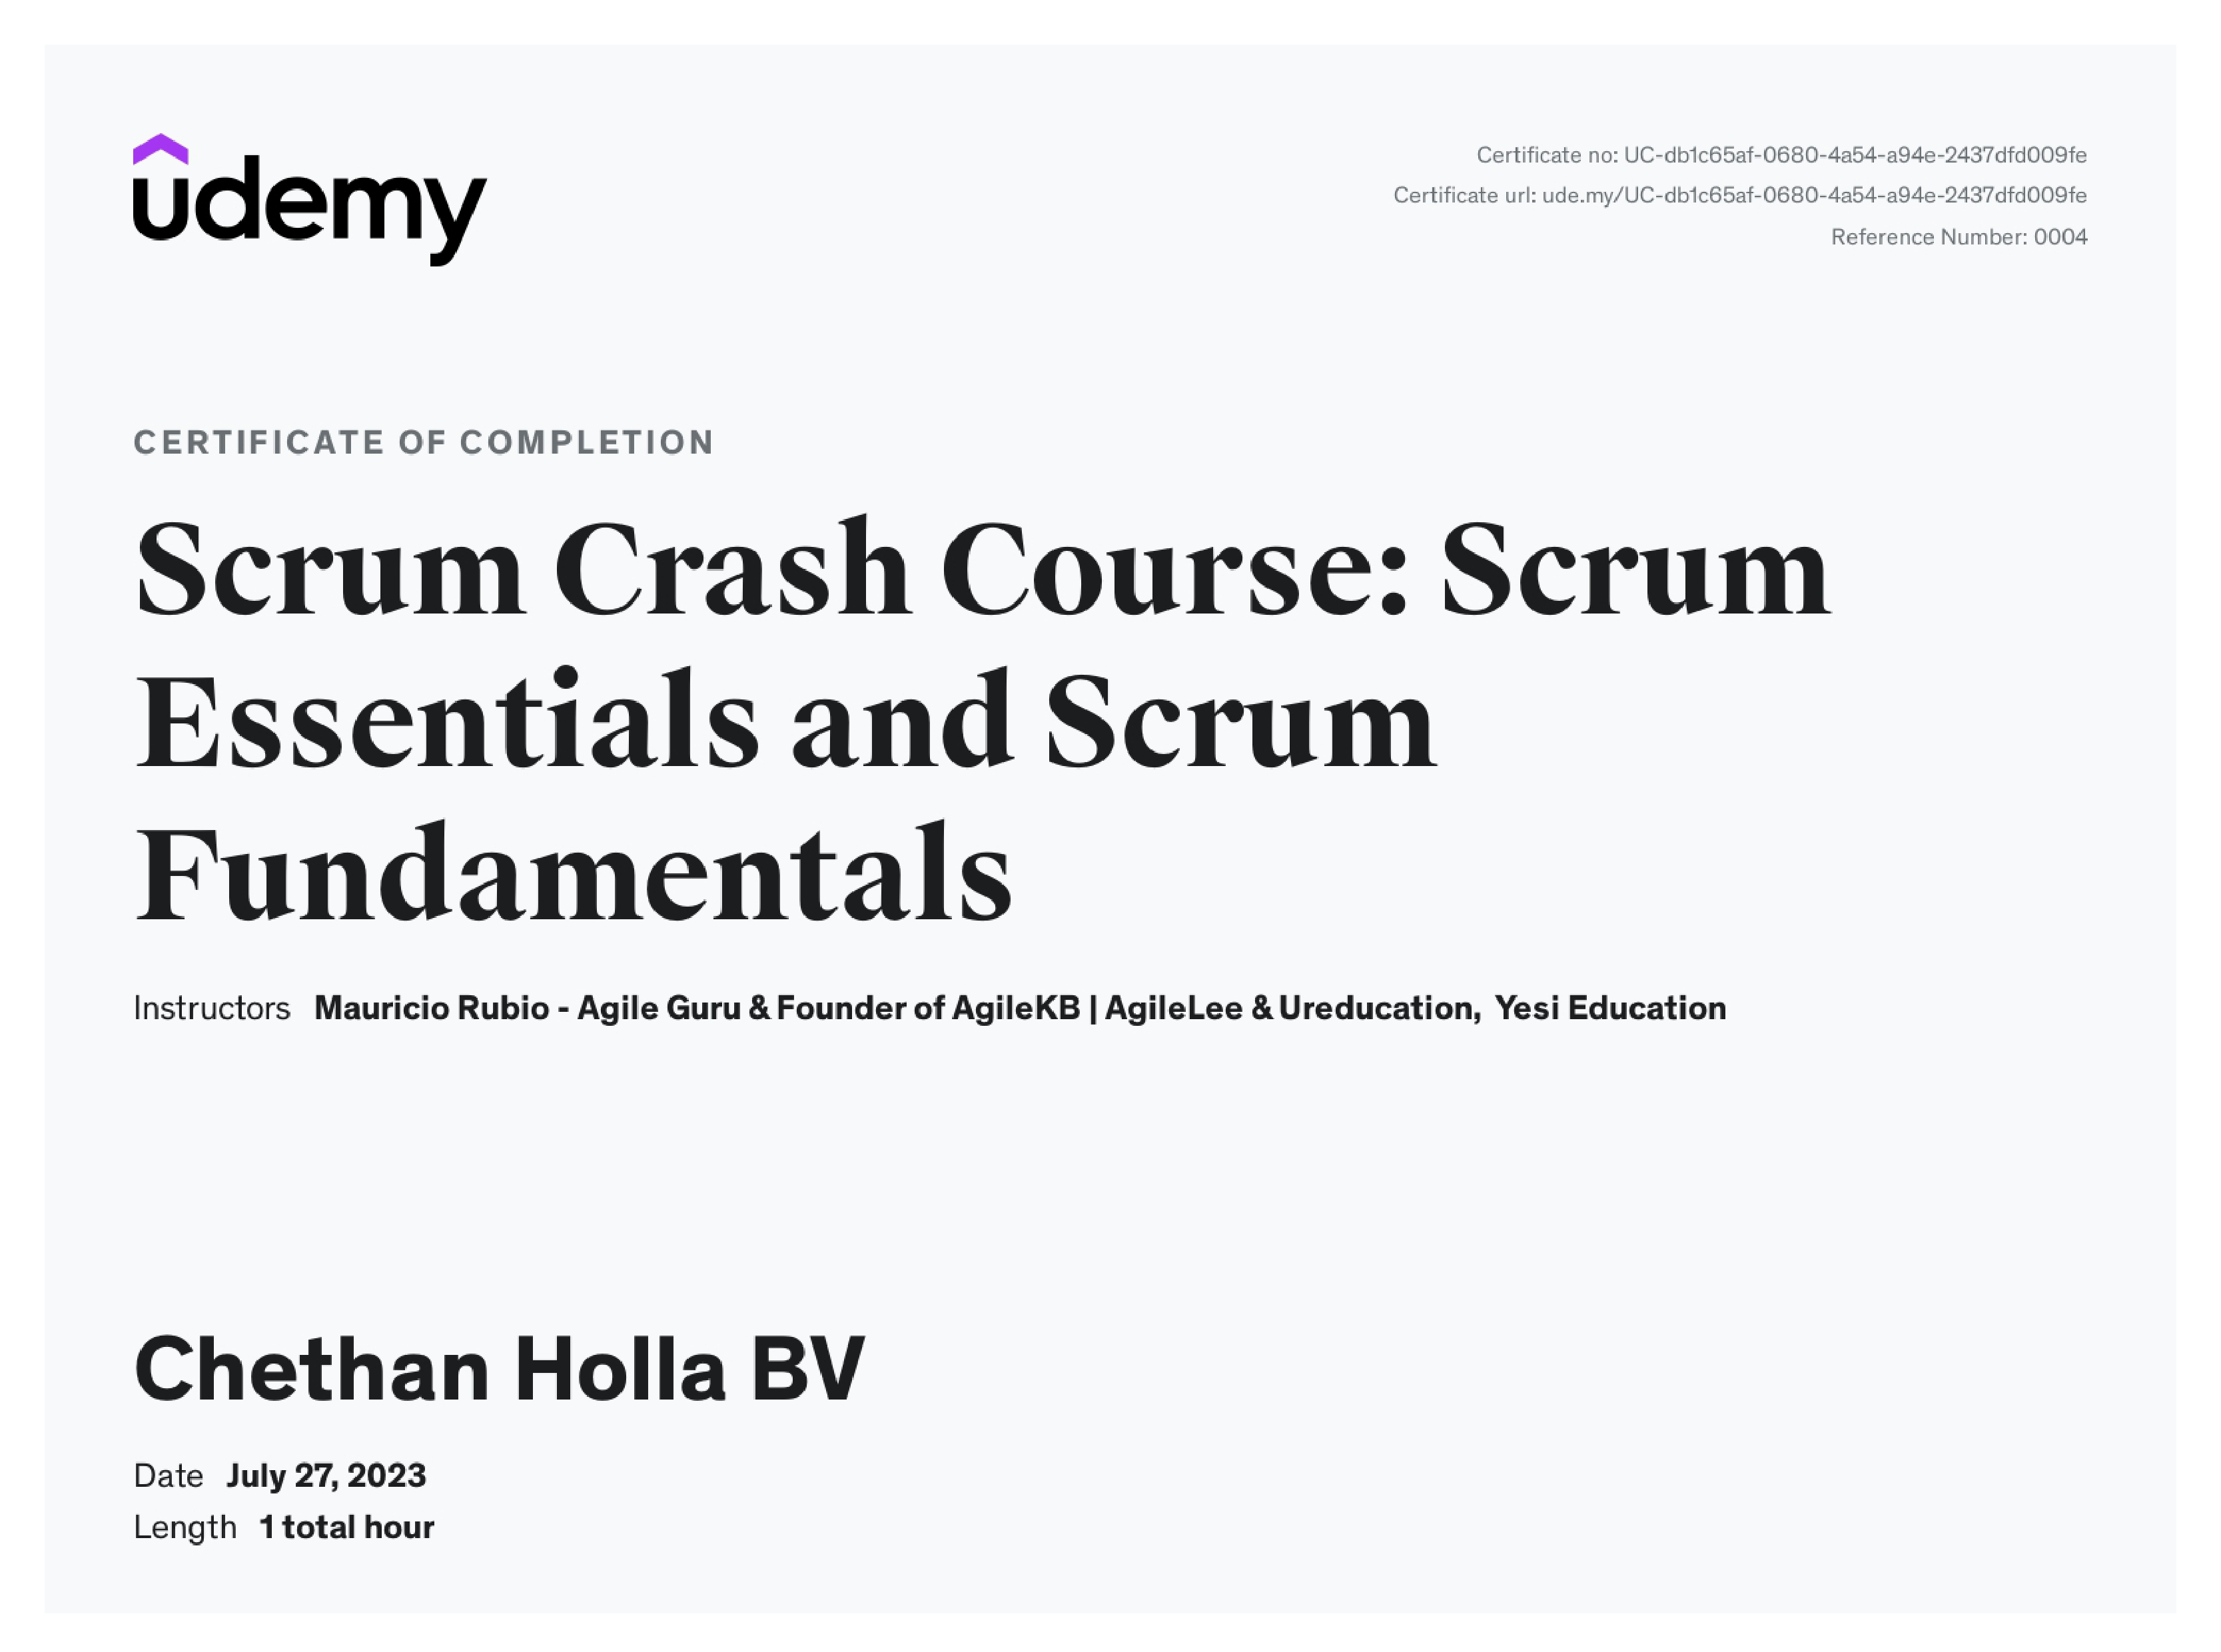 udemy
Certificate no: UC-db1c65af-0680-4a54-a94e-2437dfd009fe
Certificate url: ude.my/UC-db1c65af-0680-4a54-a94e-2437dfd009fe
Reference Number: 0004
CERTIFICATE OF COMPLETION
Scrum Crash Course: Scrum
Essentials and Scrum
Fundamentals
Instructors Mauricio Rubio - Agile Guru & Founder of AgileKB | AgileLee & Ureducation, Yesi Education
Chethan Holla BV
Date July 27, 2023
Length 1 total hour